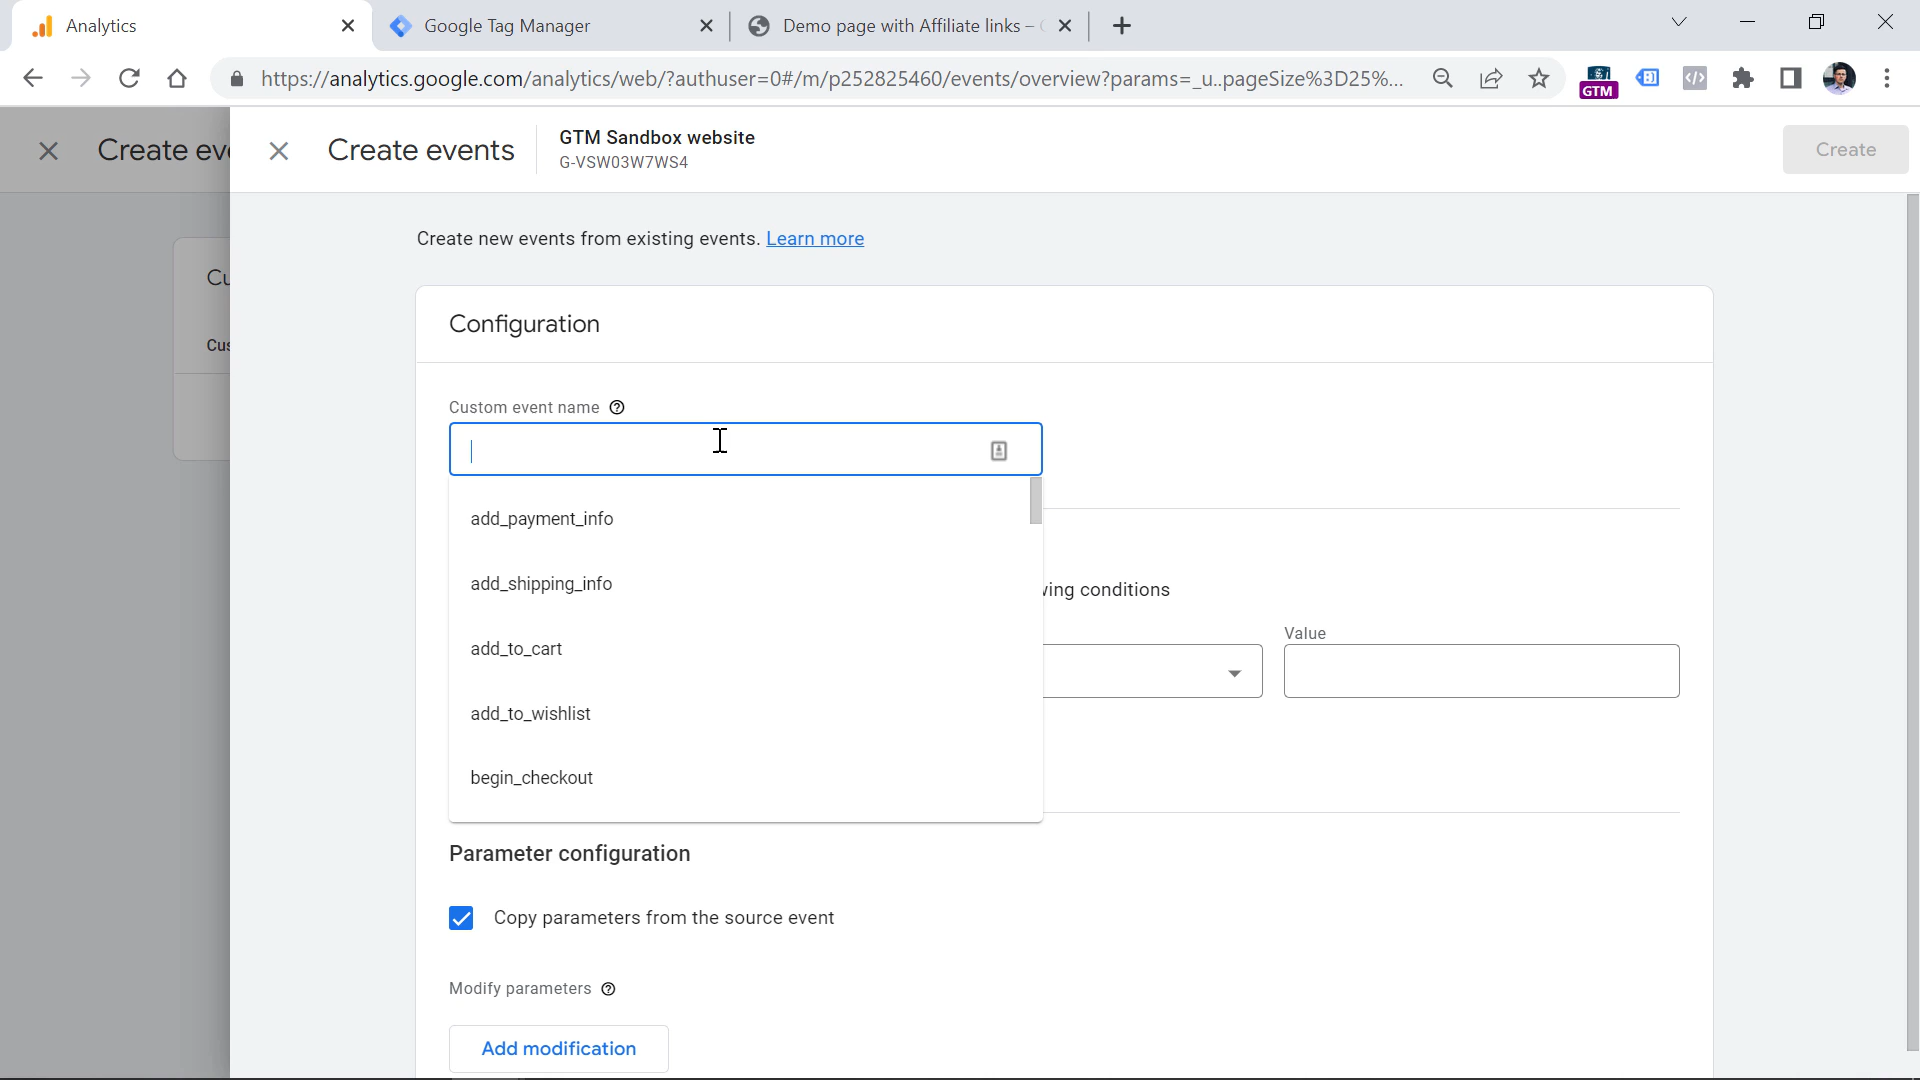 Analytics
Google Tag Manager
Demo page with Affiliate links –
https://analytics.google.com/analytics/web/?authuser=0#/m/p252825460/events/overview?params=_u..pageSize%3D25%...
GTM
Create eve
Create events
GTM Sandbox website
G-VSW03W7WS4
Create
Create new events from existing events. Learn more
Cu
Configuration
Cus
Custom event name
add_payment_info
add_shipping_info
ving conditions
Value
add_to_cart
add_to_wishlist
begin_checkout
Parameter configuration
Copy parameters from the source event
Modify parameters
Add modification